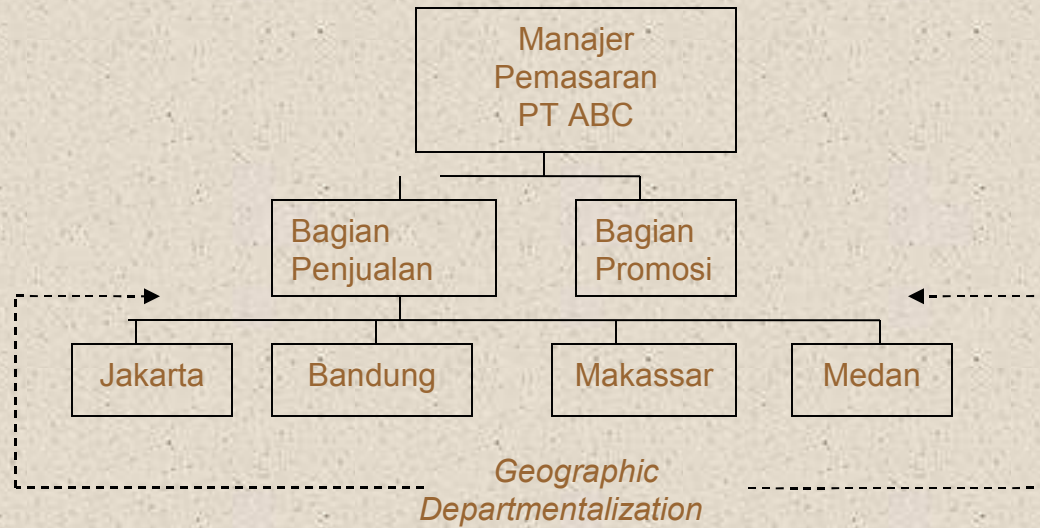 Manajer
Pemasaran
PT ABC
Bagian
Penjualan
Bagian
Promosi
Jakarta
Bandung
Makassar
Medan
Geographic
Departmentalization